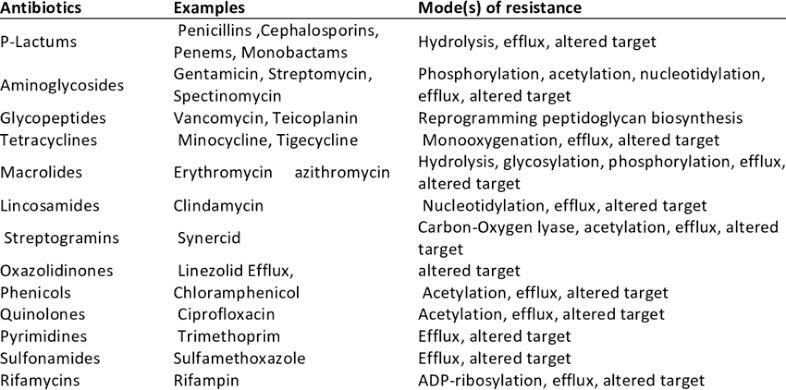 Antibiotics Examples Mode(s) of resistance
P-Lactums Penicillins ,Cephalosporins, Penems, Monobactams Hydrolysis, efflux, altered target
Aminoglycosides Gentamicin, Streptomycin, Spectinomycin Phosphorylation, acetylation, nucleotidylation, efflux, altered target
Glycopeptides Vancomycin, Teicoplanin Reprogramming peptidoglycan biosynthesis
Tetracyclines Minocycline, Tigecycline Monooxygenation, efflux, altered target
Macrolides Erythromycin azithromycin Hydrolysis, glycosylation, phosphorylation, efflux, altered target
Lincosamides Clindamycin Nucleotidylation, efflux, altered target
Streptogramins Synercid Carbon-Oxygen lyase, acetylation, efflux, altered target
Oxazolidinones Linezolid Efflux, altered target
Phenicols Chloramphenicol Acetylation, efflux, altered target
Quinolones Ciprofloxacin Acetylation, efflux, altered target
Pyrimidines Trimethoprim Efflux, altered target
Sulfonamides Sulfamethoxazole Efflux, altered target
Rifamycins Rifampin ADP-ribosylation, efflux, altered target